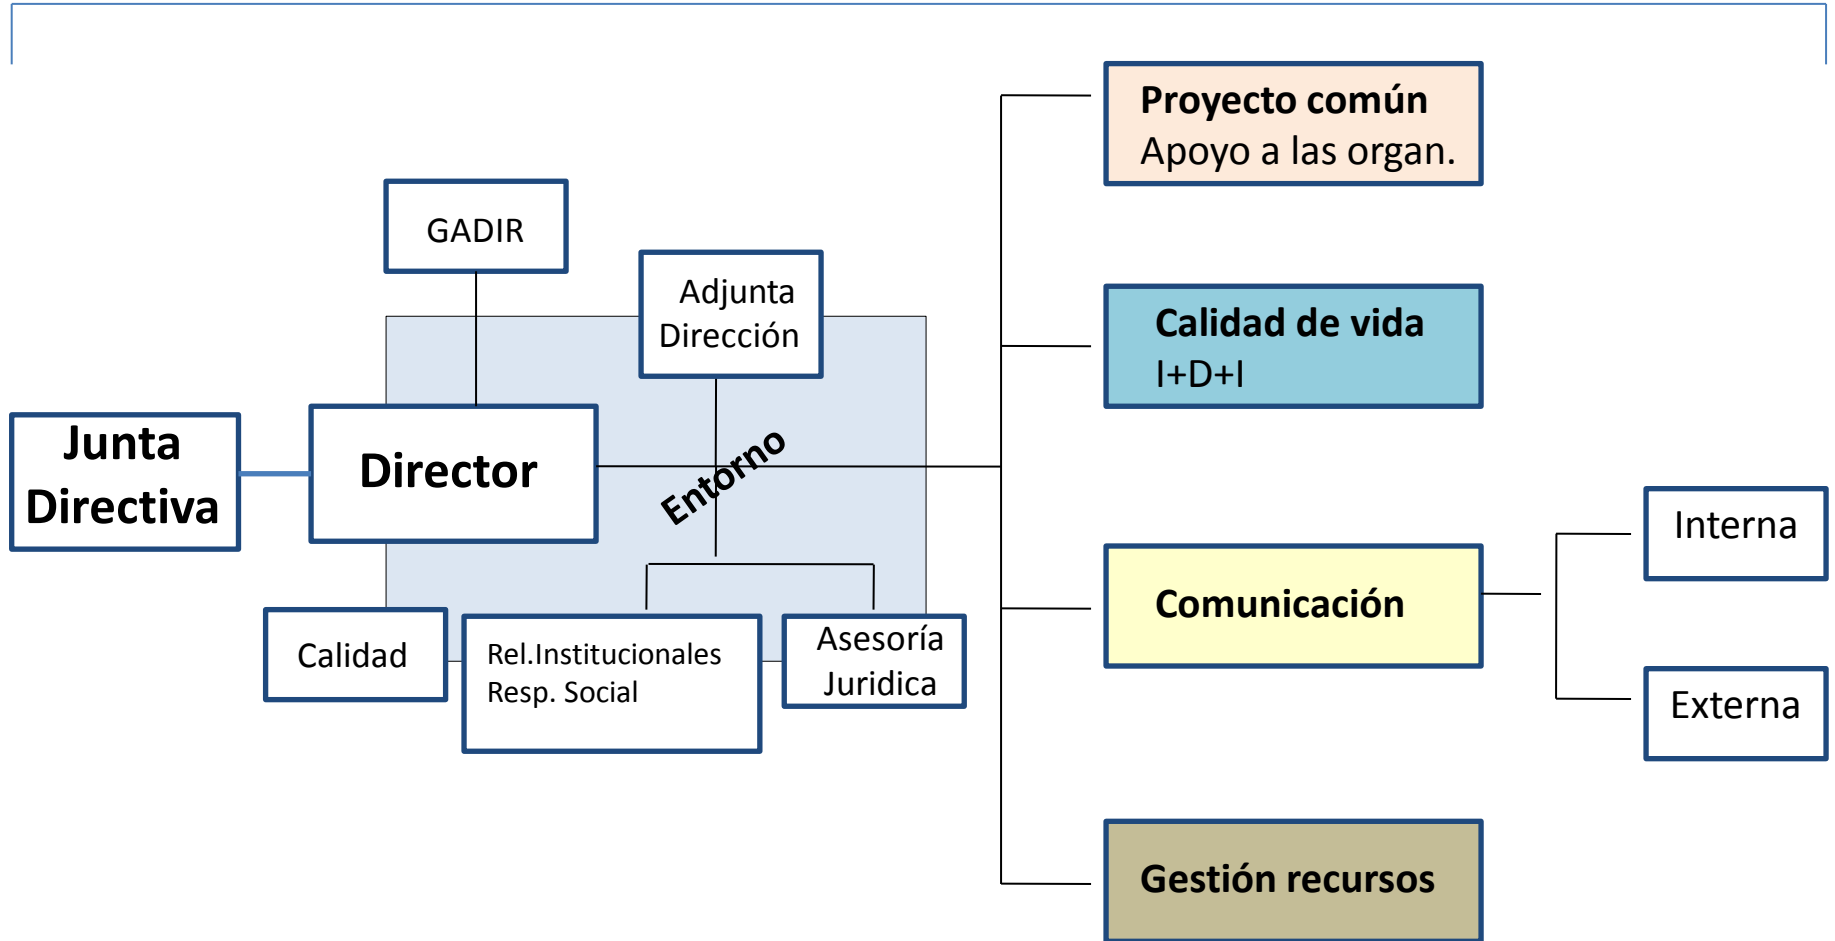 Proyecto común
Apoyo a las organ.
GADIR
Adjunta
Dirección
Calidad de vida
I+D+I
Junta
Directiva
Director
Entorno
Interna
Comunicación
Calidad
Rel.Institucionales
Resp. Social
Asesoría
Juridica
Externa
Gestión recursos